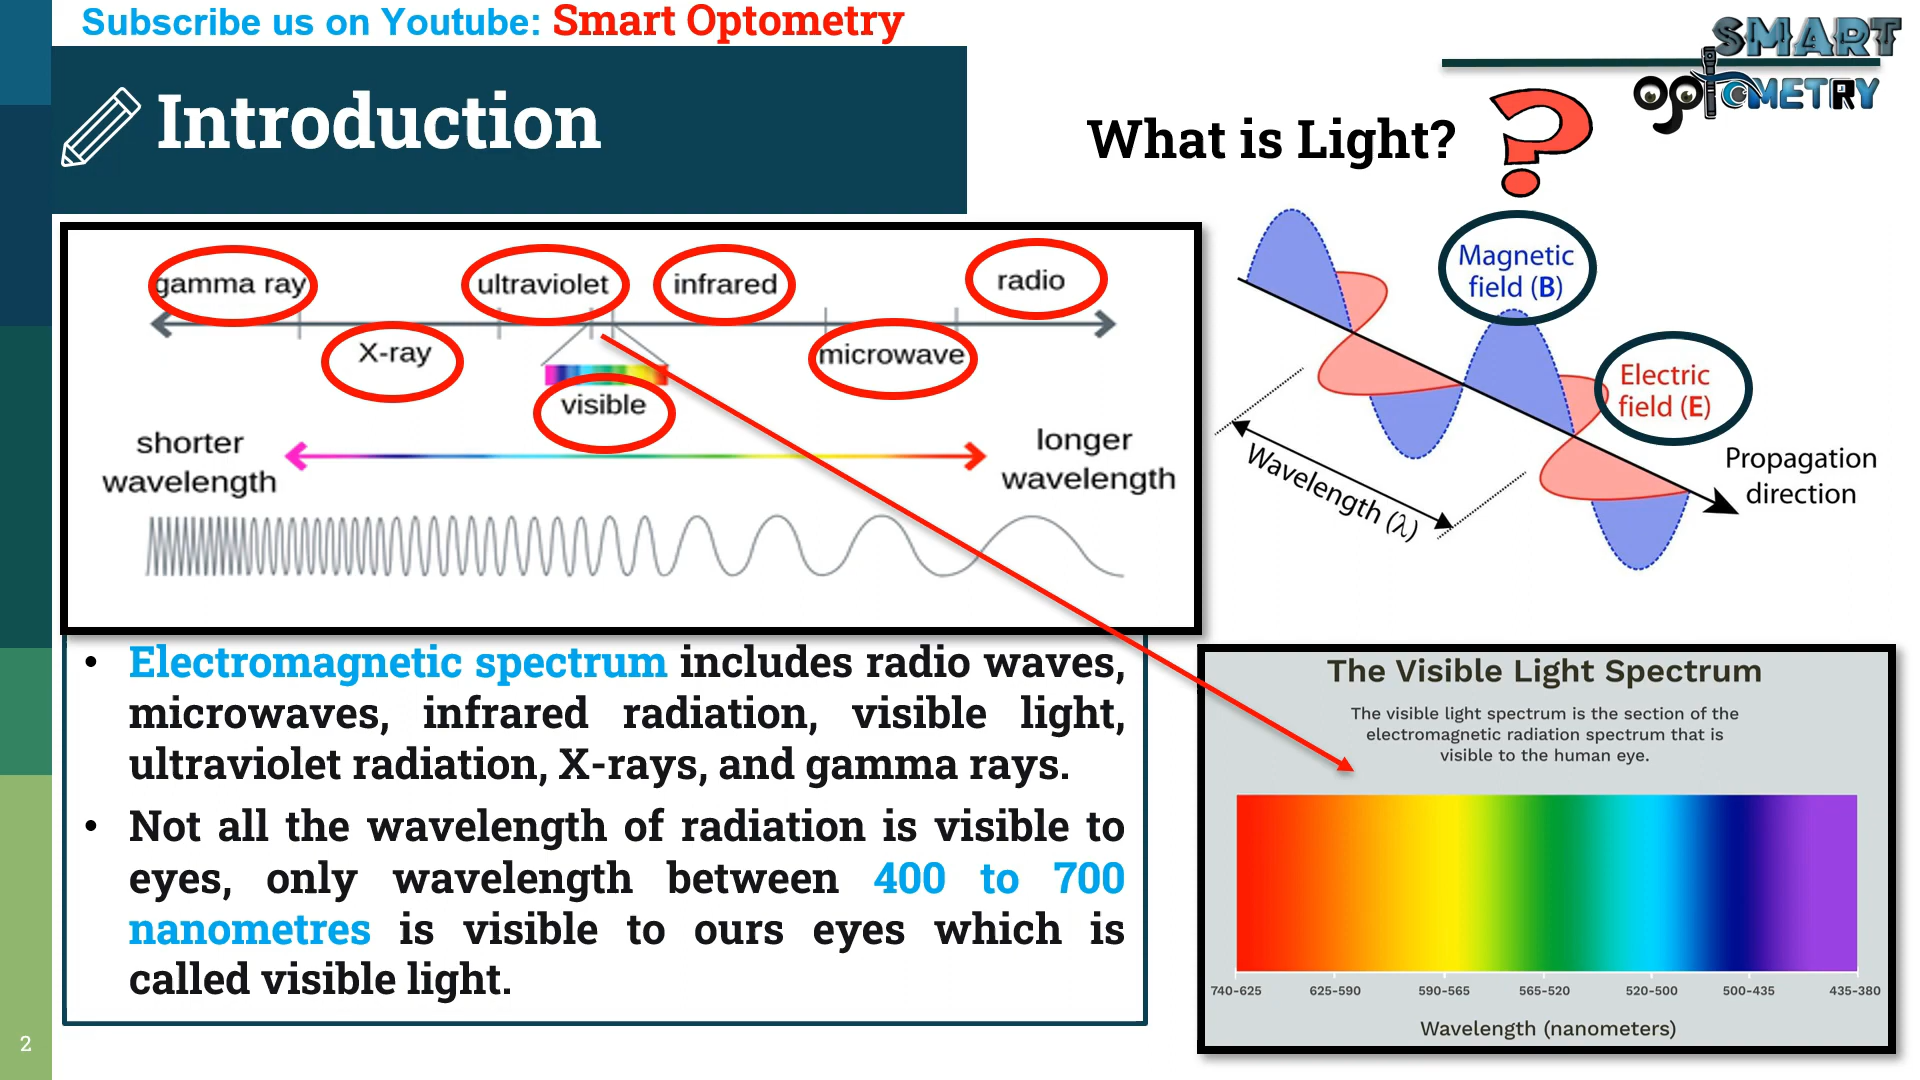 Subscribe us on Youtube: Smart Optometry
SMART
OPTOMETRY
Introduction
What is Light?
gamma ray
ultraviolet
infrared
radio
X-ray
microwave
visible
shorter
wavelength
longer
wavelength
Magnetic
field (B)
Electric
field (E)
Propagation
direction
Wavelength (λ)
• Electromagnetic spectrum includes radio waves,
microwaves, infrared radiation, visible light,
ultraviolet radiation, X-rays, and gamma rays.
• Not all the wavelength of radiation is visible to
eyes, only wavelength between 400 to 700
nanometres is visible to ours eyes which is
called visible light.
The Visible Light Spectrum
The visible light spectrum is the section of the
electromagnetic radiation spectrum that is
visible to the human eye.
740-625 625-590 590-565 565-520 520-500 500-435 435-380
Wavelength (nanometers)
2